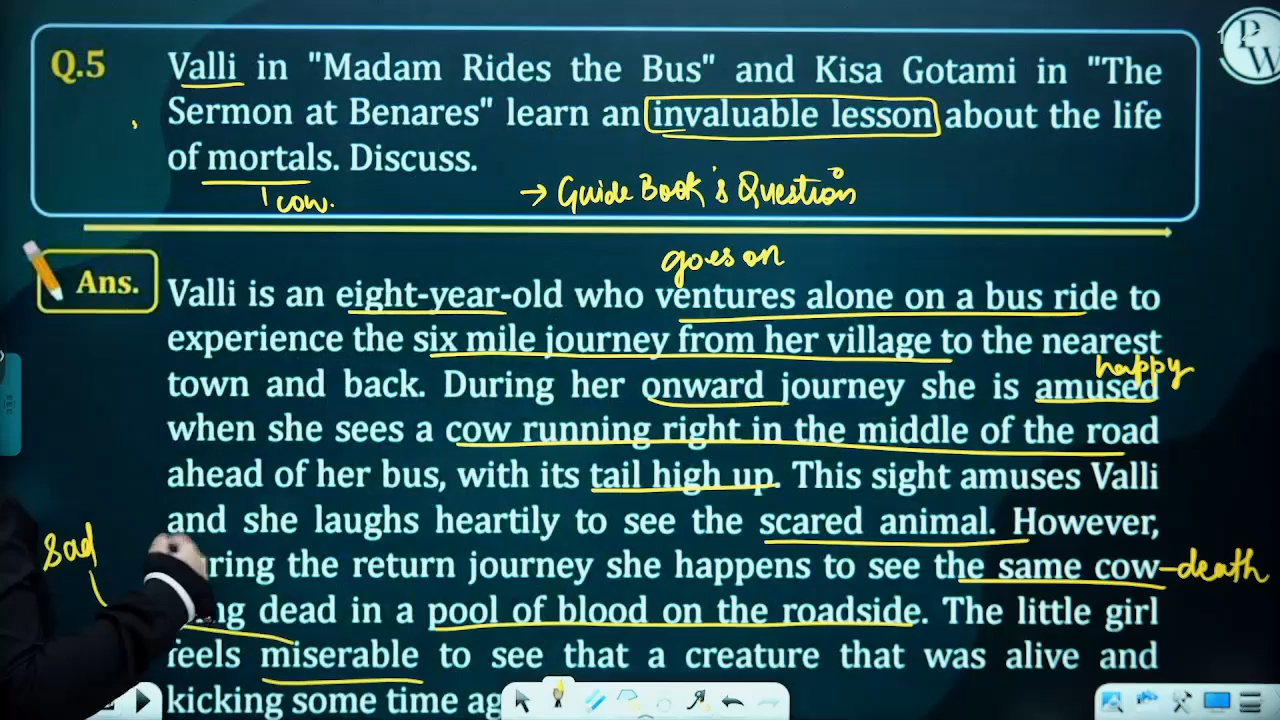 Q.5 Valli in "Madam Rides the Bus" and Kisa Gotami in "The
Sermon at Benares" learn an invaluable lesson about the life
of mortals. Discuss.
cow.
→ Guide Book's Question
goes on
Ans. Valli is an eight-year-old who ventures alone on a bus ride to
experience the six mile journey from her village to the nearest
happy
town and back. During her onward journey she is amused
when she sees a cow running right in the middle of the road
ahead of her bus, with its tail high up. This sight amuses Valli
and she laughs heartily to see the scared animal. However,
sad
the return journey she happens to see the same cow - death
dead in a pool of blood on the roadside. The little girl
feels miserable to see that a creature that was alive and
kicking some time
PW